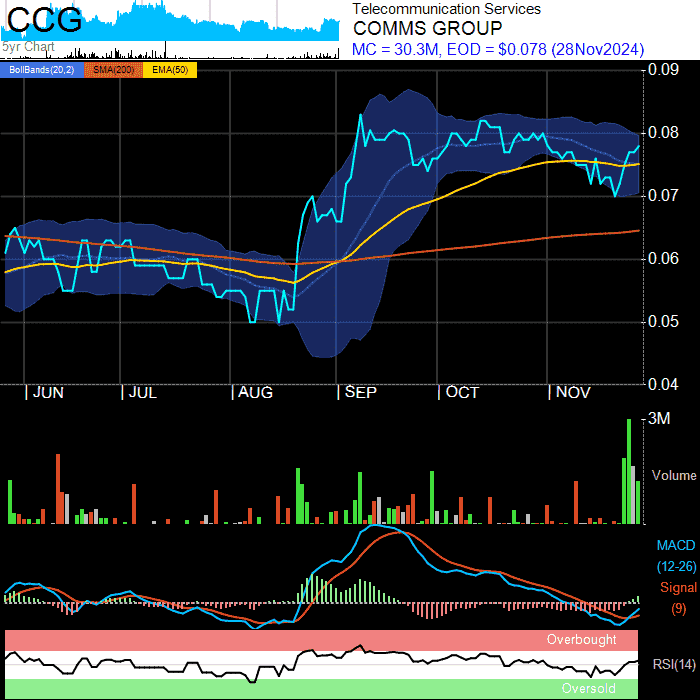 CCG
5yr Chart
Telecommunication Services
COMMS GROUP
MC = 30.3M, EOD = $0.078 (28Nov2024)
BollBands(20,2) SMA(200) EMA(50)
0.09
0.08
0.07
0.06
0.05
0.04
JUN JUL AUG SEP OCT NOV
3M
Volume
MACD
(12-26)
Signal
(9)
Overbought
RSI(14)
Oversold